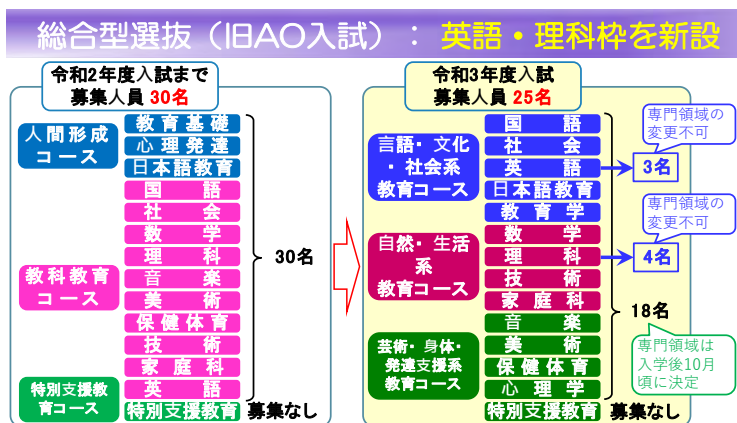 総合型選抜（旧AO入試）： 英語・理科枠を新設
令和2年度入試まで
募集人員 30名
人間形成
コース
教科教育
コース
特別支援教
育コース
教育基礎
心理発達
日本語教育
国語
社会
数学
理科
音楽
美術
保健体育
技術
家庭科
英語
特別支援教育
30名
募集なし
令和3年度入試
募集人員 25名
言語・文化
・社会系
教育コース
自然・生活
系
教育コース
芸術・身体・
発達支援系
教育コース
国語
社会
英語
日本語教育
教育学
数学
理科
技術
家庭科
音楽
美術
保健体育
心理学
特別支援教育
専門領域の
変更不可
3名
専門領域の
変更不可
4名
18名
専門領域は
入学後10月
頃に決定
募集なし